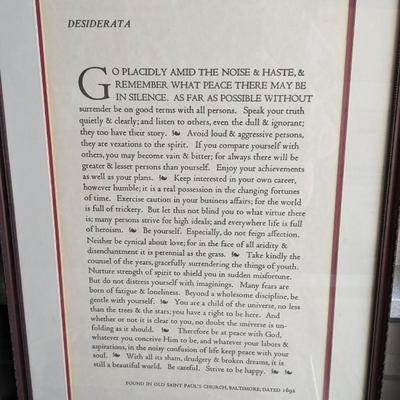 DESIDERATA
GO PLACIDLY AMID THE NOISE & HASTE, &
REMEMBER WHAT PEACE THERE MAY BE
IN SILENCE. AS FAR AS POSSIBLE WITHOUT
surrender be on good terms with all persons. Speak your truth
quietly & clearly; and listen to others, even the dull & ignorant;
they too have their story. ❧ Avoid loud & aggressive persons,
they are vexations to the spirit. If you compare yourself with
others, you may become vain & bitter; for always there will be
greater & lesser persons than yourself. Enjoy your achievements
as well as your plans. ❧ Keep interested in your own career,
however humble; it is a real possession in the changing fortunes
of time. Exercise caution in your business affairs; for the world
is full of trickery. But let this not blind you to what virtue there
is; many persons strive for high ideals; and everywhere life is full
of heroism. ❧ Be yourself. Especially, do not feign affection.
Neither be cynical about love; for in the face of all aridity &
disenchantment it is perennial as the grass. ❧ Take kindly the
counsel of the years, gracefully surrendering the things of youth.
Nurture strength of spirit to shield you in sudden misfortune.
But do not distress yourself with imaginings. Many fears are
born of fatigue & loneliness. Beyond a wholesome discipline, be
gentle with yourself. ❧ You are a child of the universe, no less
than the trees & the stars; you have a right to be here. And
whether or not it is clear to you, no doubt the universe is un-
folding as it should. ❧ Therefore be at peace with God,
whatever you conceive Him to be, and whatever your labors &
aspirations, in the noisy confusion of life keep peace with your
soul. ❧ With all its sham, drudgery & broken dreams, it is
still a beautiful world. Be careful. Strive to be happy. ❧ ❧
FOUND IN OLD SAINT PAUL'S CHURCH, BALTIMORE; DATED 1692